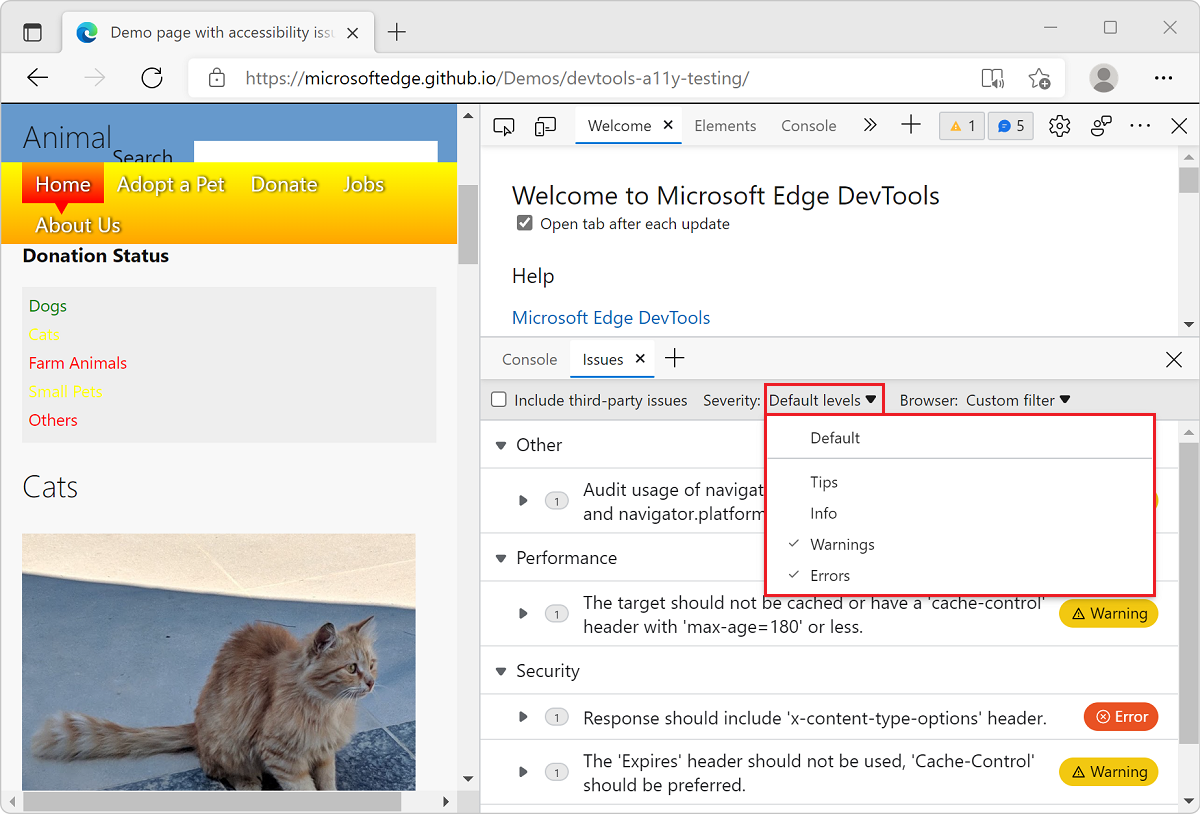 Demo page with accessibility issu
https://microsoftedge.github.io/Demos/devtools-a11y-testing/
Animal
Search
Home Adopt a Pet Donate Jobs
About Us
Donation Status
Dogs
Cats
Farm Animals
Small Pets
Others
Cats
Welcome Elements Console 1 5
Welcome to Microsoft Edge DevTools
Open tab after each update
Help
Microsoft Edge DevTools
Console Issues
Include third-party issues Severity: Default levels Browser: Custom filter
Default
Tips
Info
Warnings
Errors
Other
1 Audit usage of navigat
and navigator.platform
Performance
1 The target should not be cached or have a 'cache-control'
header with 'max-age=180' or less.
Warning
Security
1 Response should include 'x-content-type-options' header. Error
1 The 'Expires' header should not be used, 'Cache-Control'
should be preferred.
Warning